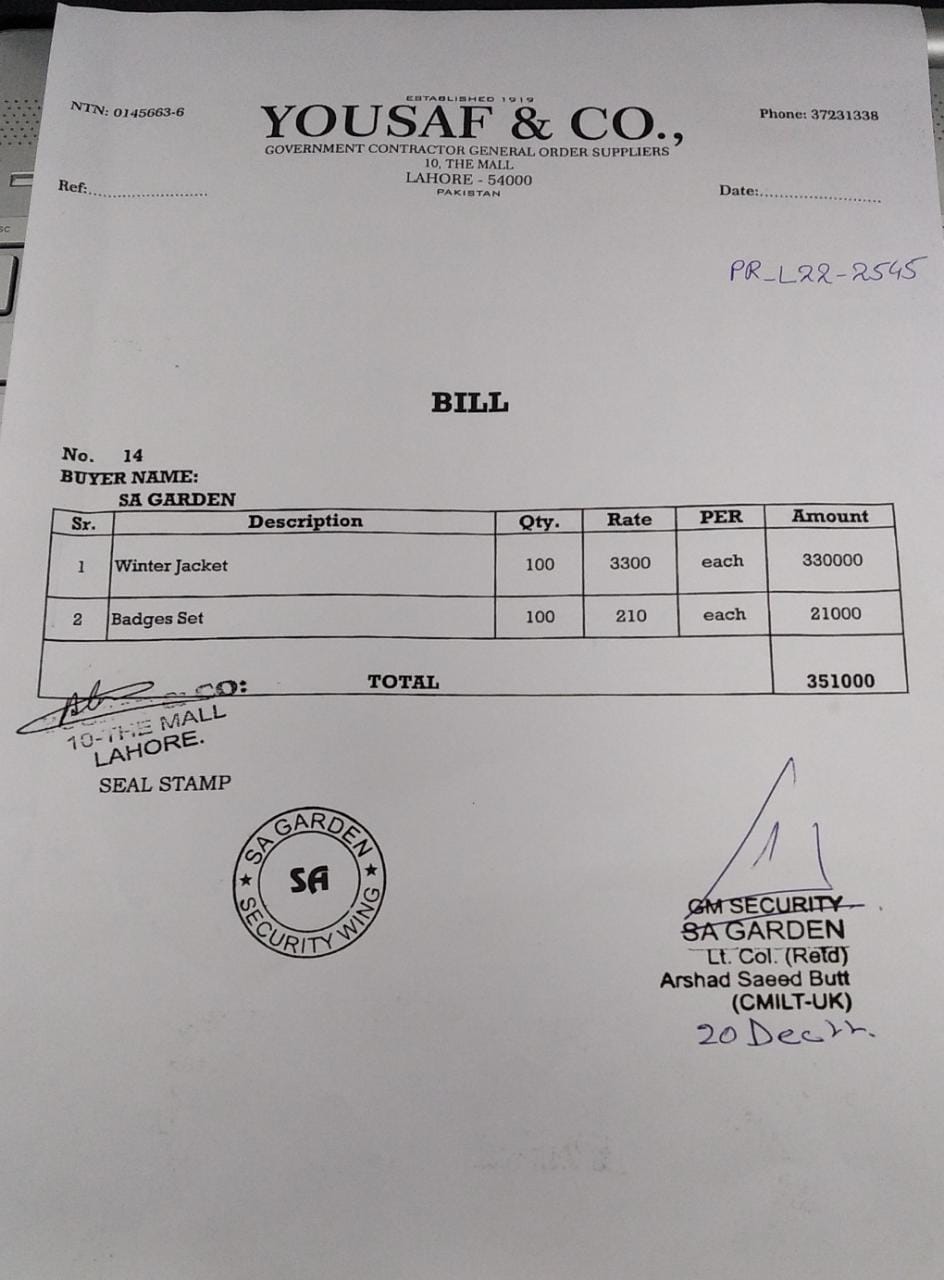 ESTABLISHED 1919
NTN: 0145663-6
YOUSAF & CO.,
Phone: 37231338
GOVERNMENT CONTRACTOR GENERAL ORDER SUPPLIERS
10, THE MALL
LAHORE - 54000
PAKISTAN
Ref:........................
Date:........................
PR_L22-2545
BILL
No. 14
BUYER NAME:
SA GARDEN
Sr. Description Qty. Rate PER Amount
1 Winter Jacket 100 3300 each 330000
2 Badges Set 100 210 each 21000
TOTAL 351000
& CO:
10-THE MALL
LAHORE.
SEAL STAMP
SA GARDEN
SA
SECURITY WING
GM SECURITY
SA GARDEN
Lt. Col. (Retd)
Arshad Saeed Butt
(CMILT-UK)
20 Dec 22.